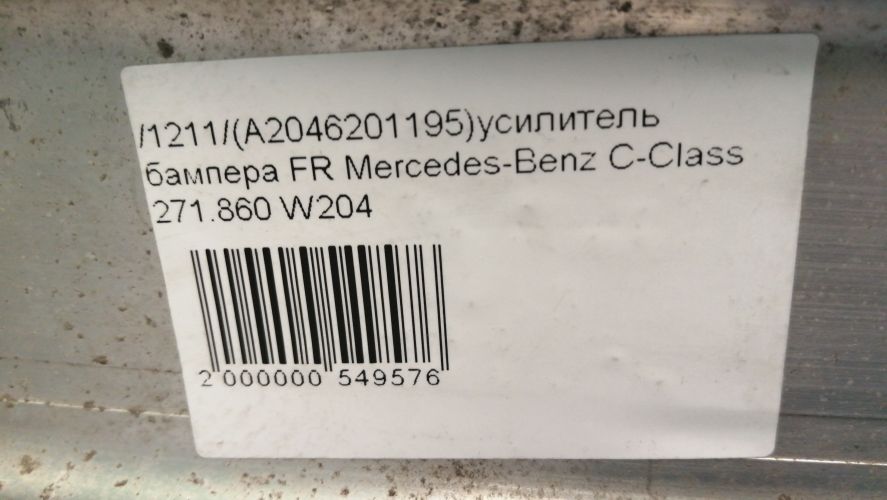 /1211/(A2046201195)усилитель
бампера FR Mercedes-Benz C-Class
271.860 W204
2 000000 549576